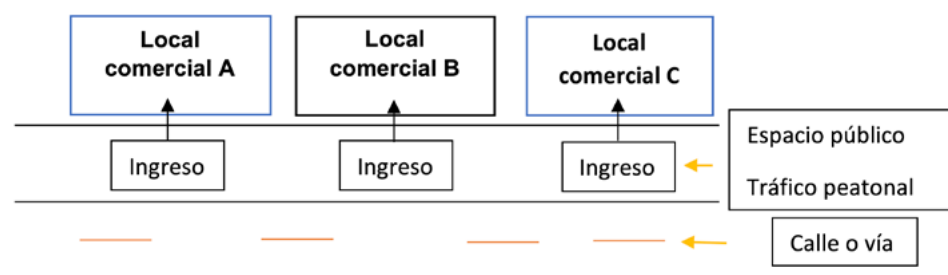 Local
comercial A
Local
comercial B
Local
comercial C
Ingreso
Ingreso
Ingreso
Espacio público
Tráfico peatonal
Calle o vía